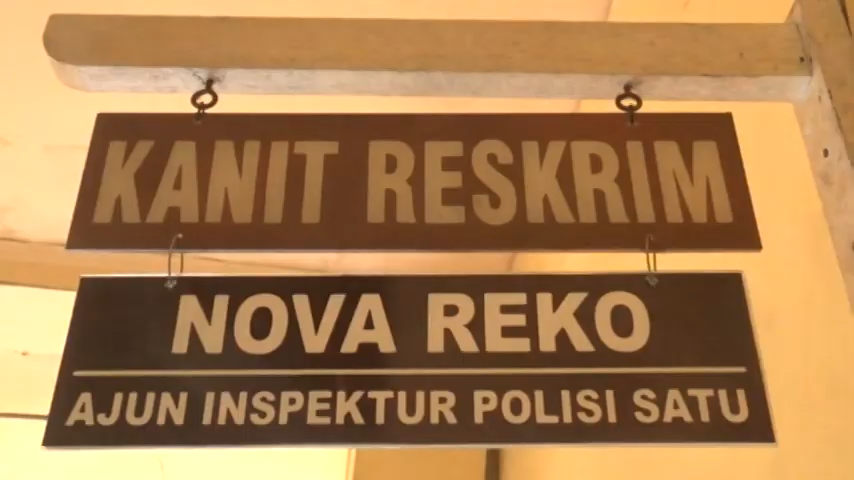 KANIT RESKRIM
NOVA REKO
AJUN INSPEKTUR POLISI SATU